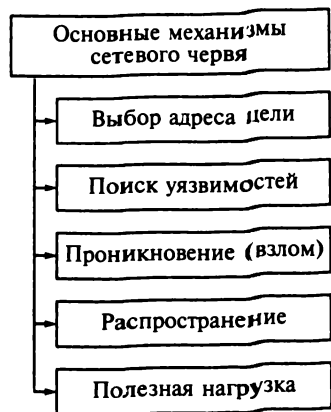 Основные механизмы
сетевого червя
Выбор адреса цели
Поиск уязвимостей
Проникновение (взлом)
Распространение
Полезная нагрузка